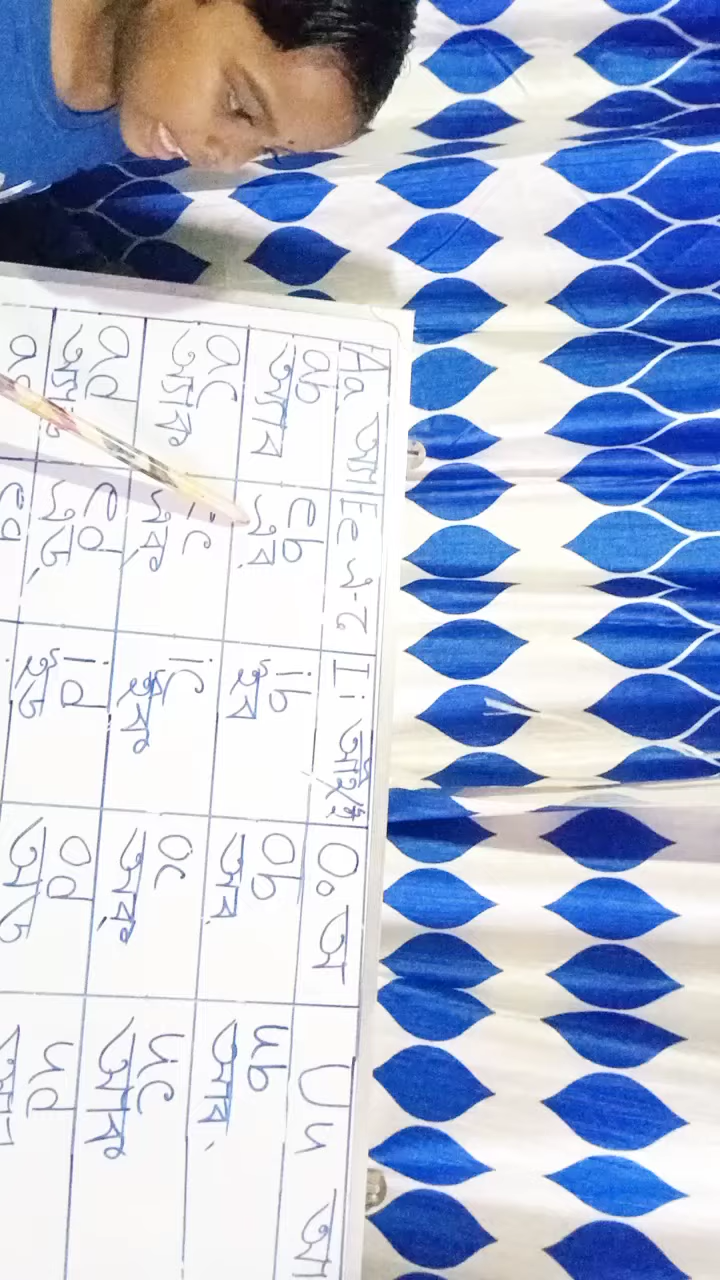 Aa অ্যা Ee এ-ে Ii আই/ই Oo অ Uu আ
ab eb ib ob ub
অ্যাব এব্ ইব অব্ আব্
ac c ic oc uc
অ্যাক এক্ ইক অক্ আক
ad ed id od ud
এড্ ইড অড